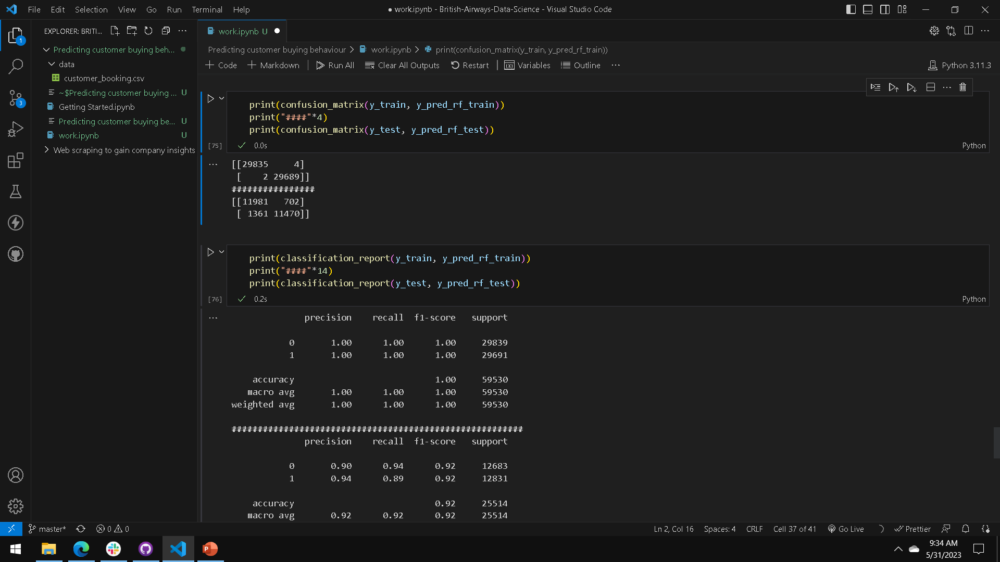 File Edit Selection View Go Run Terminal Help
● work.ipynb - British-Airways-Data-Science - Visual Studio Code
EXPLORER: BRITI...
Predicting customer buying beh...
data
customer_booking.csv
~$Predicting customer buying ... U
Getting Started.ipynb
Predicting customer buying be... U
work.ipynb U
Web scraping to gain company insights
1
3
work.ipynb U
Predicting customer buying behaviour > work.ipynb > print(confusion_matrix(y_train, y_pred_rf_train))
Code Markdown Run All Clear All Outputs Restart Variables Outline ... Python 3.11.3
print(confusion_matrix(y_train, y_pred_rf_train))
print("####"*4)
print(confusion_matrix(y_test, y_pred_rf_test))
[75] 0.0s Python
[[29835     4]
 [    2 29689]]
################
[[11981   702]
 [ 1361 11470]]
print(classification_report(y_train, y_pred_rf_train))
print("####"*14)
print(classification_report(y_test, y_pred_rf_test))
[76] 0.2s Python
precision recall f1-score support
0 1.00 1.00 1.00 29839
1 1.00 1.00 1.00 29691
accuracy 1.00 59530
macro avg 1.00 1.00 1.00 59530
weighted avg 1.00 1.00 1.00 59530
########################################################
precision recall f1-score support
0 0.90 0.94 0.92 12683
1 0.94 0.89 0.92 12831
accuracy 0.92 25514
macro avg 0.92 0.92 0.92 25514
master* 0 0 Ln 2, Col 16 Spaces: 4 CRLF Cell 37 of 41 Go Live Prettier
9:34 AM
5/31/2023